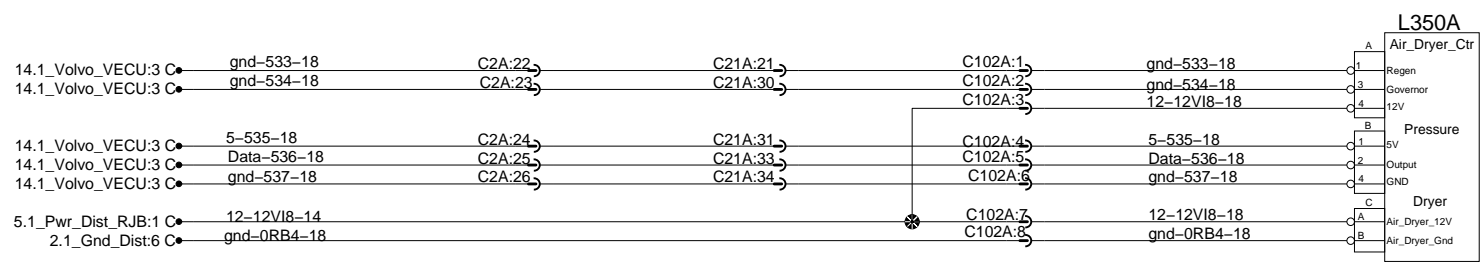 L350A
A Air_Dryer_Ctr
14.1_Volvo_VECU:3 C gnd-533-18 C2A:22 C21A:21 C102A:1 gnd-533-18 1 Regen
14.1_Volvo_VECU:3 C gnd-534-18 C2A:23 C21A:30 C102A:2 gnd-534-18 3 Governor
C102A:3 12-12VI8-18 4 12V
B Pressure
14.1_Volvo_VECU:3 C 5-535-18 C2A:24 C21A:31 C102A:4 5-535-18 1 5V
14.1_Volvo_VECU:3 C Data-536-18 C2A:25 C21A:33 C102A:5 Data-536-18 2 Output
14.1_Volvo_VECU:3 C gnd-537-18 C2A:26 C21A:34 C102A:6 gnd-537-18 4 GND
C Dryer
5.1_Pwr_Dist_RJB:1 C 12-12VI8-14 C102A:7 12-12VI8-18 A Air_Dryer_12V
2.1_Gnd_Dist:6 C gnd-0RB4-18 C102A:8 gnd-0RB4-18 B Air_Dryer_Gnd